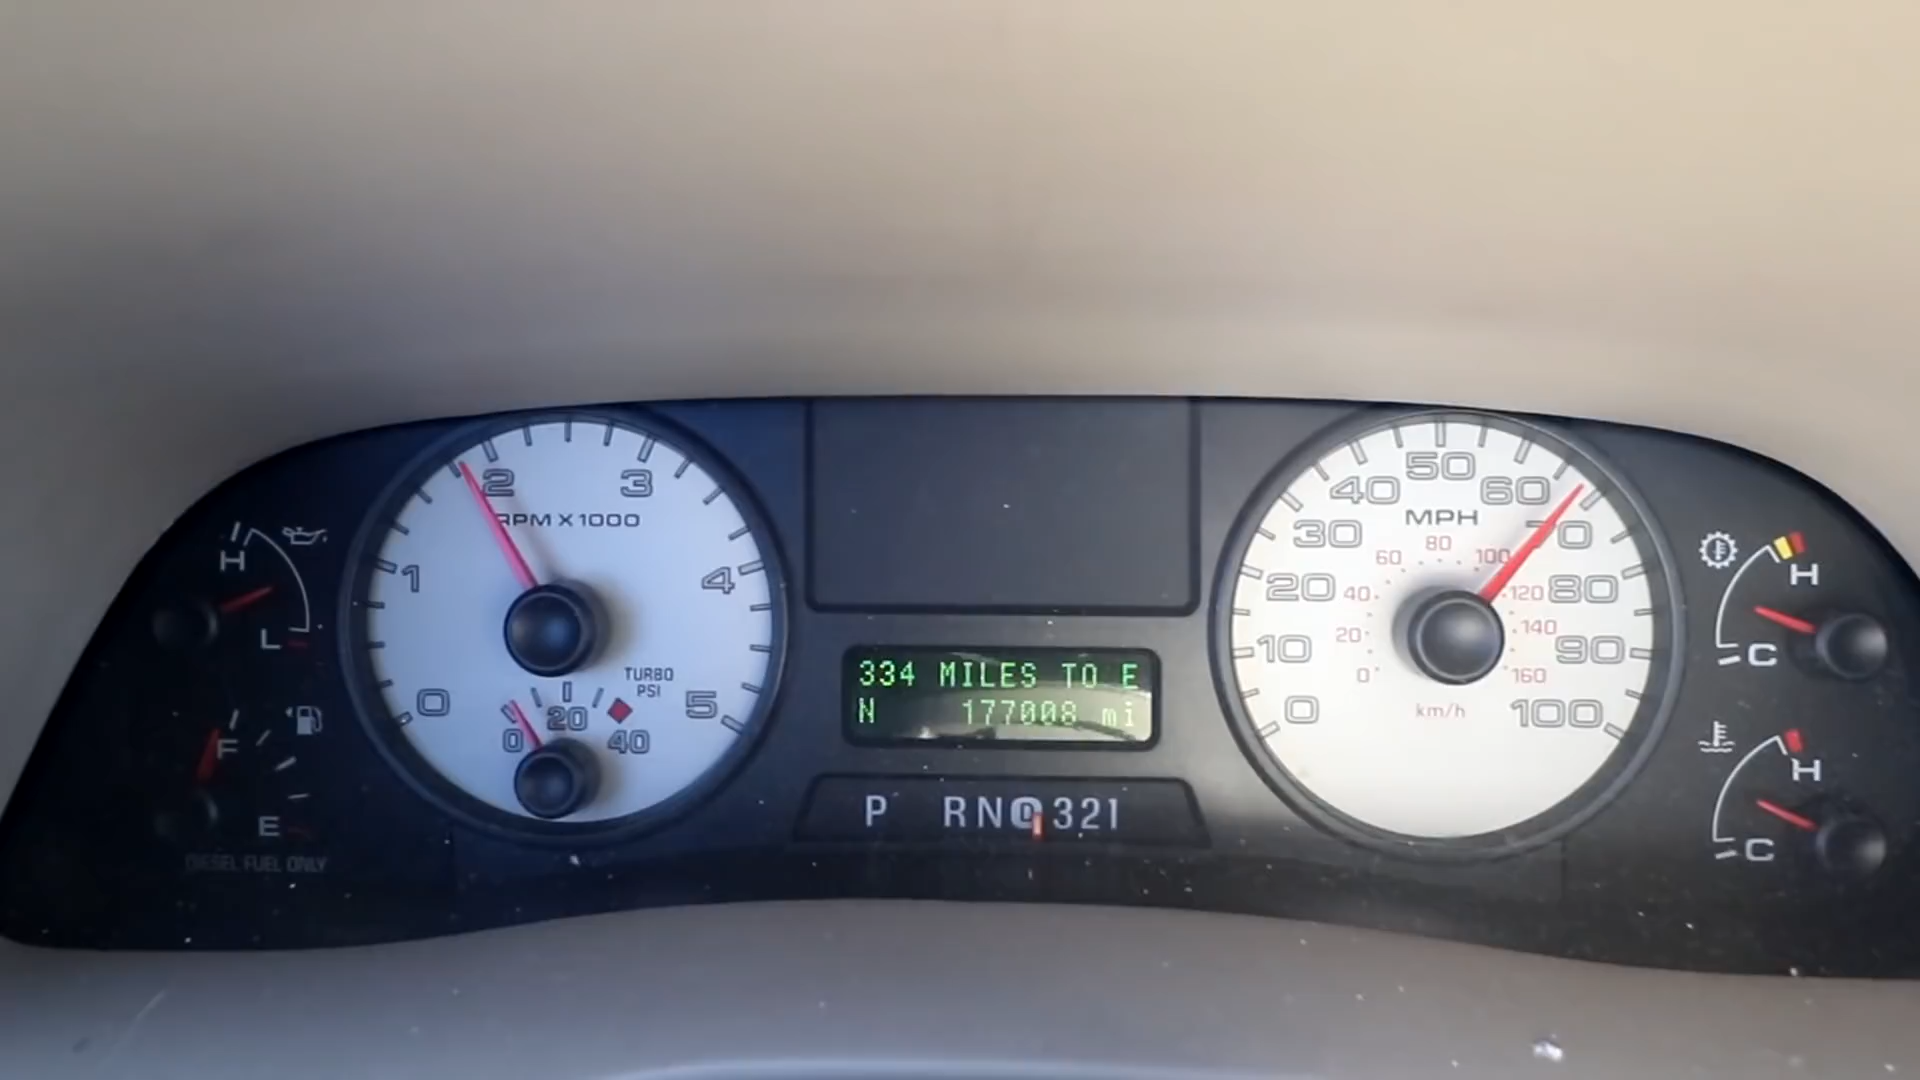 H
L
F
E
DIESEL FUEL ONLY
0 1 2 3 4 5
RPM X 1000
TURBO
PSI
0 20 40
334 MILES TO E
N 177008 mi
P RND321
0 10 20 30 40 50 60 70 80 90 100
MPH
0 20 40 60 80 100 120 140 160
km/h
H
C
H
C